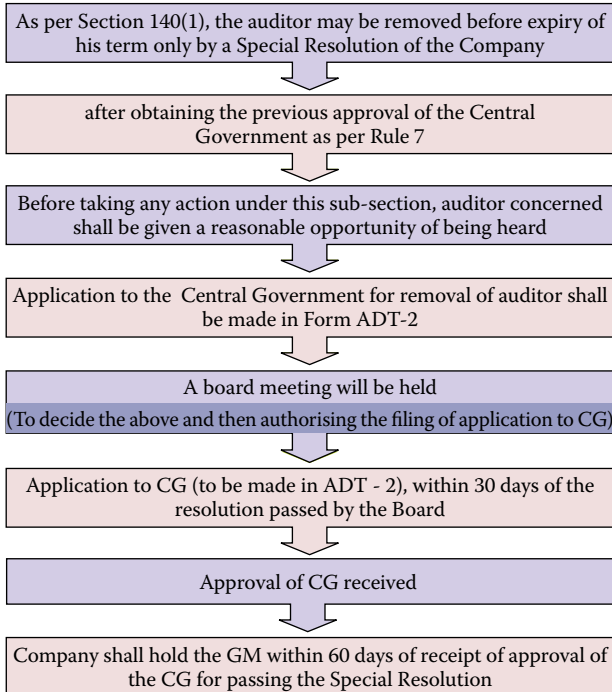 As per Section 140(1), the auditor may be removed before expiry of
his term only by a Special Resolution of the Company
after obtaining the previous approval of the Central
Government as per Rule 7
Before taking any action under this sub-section, auditor concerned
shall be given a reasonable opportunity of being heard
Application to the Central Government for removal of auditor shall
be made in Form ADT-2
A board meeting will be held
(To decide the above and then authorising the filing of application to CG)
Application to CG (to be made in ADT - 2), within 30 days of the
resolution passed by the Board
Approval of CG received
Company shall hold the GM within 60 days of receipt of approval of
the CG for passing the Special Resolution